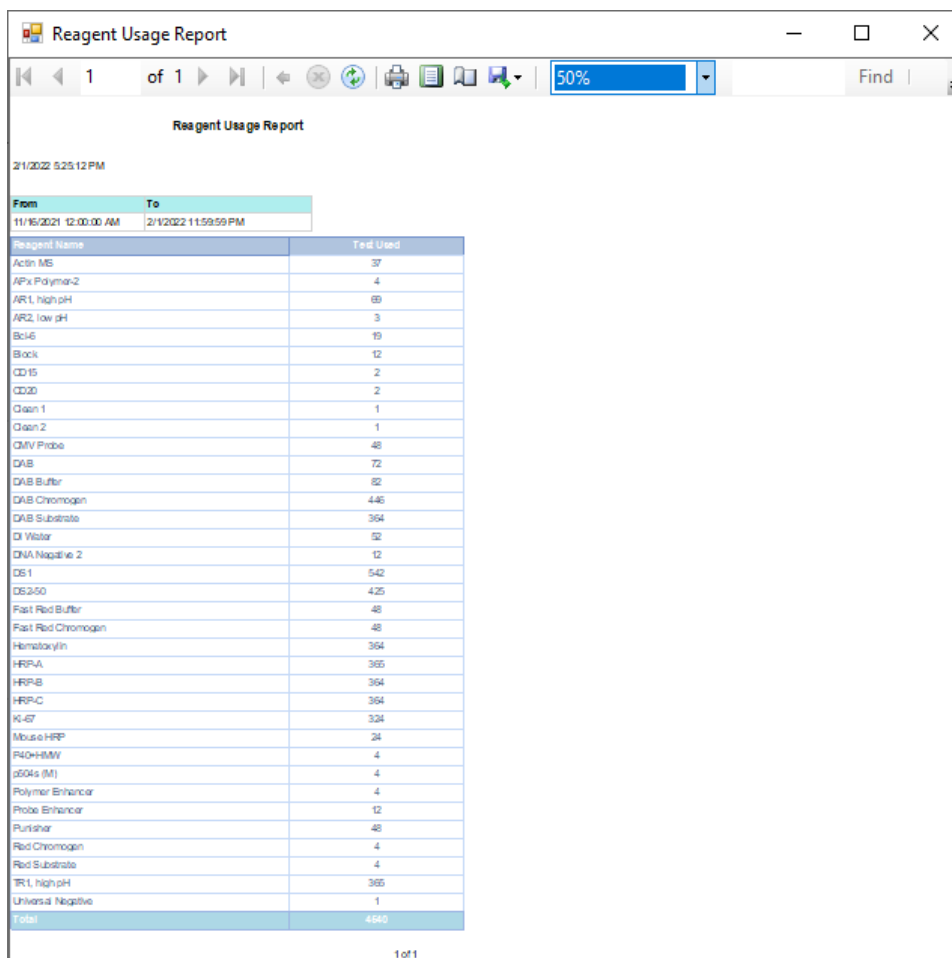 Reagent Usage Report
1 of 1 50% Find
Reagent Usage Report
2/1/2022 5:25:12 PM
From To
11/16/2021 12:00:00 AM 2/1/2022 11:59:59 PM
Reagent Name Test Used
Actin MS 37
APx Polymer-2 4
AR1, high pH 69
AR2, low pH 3
Bcl-6 19
Block 12
CD15 2
CD20 2
Clean 1 1
Clean 2 1
CMV Probe 48
DAB 72
DAB Buffer 82
DAB Chromogen 446
DAB Substrate 364
DI Water 52
DNA Negative 2 12
DS1 542
DS2-50 425
Fast Red Buffer 48
Fast Red Chromogen 48
Hematoxylin 364
HRP-A 365
HRP-B 364
HRP-C 364
Ki-67 324
Mouse HRP 24
P40+HMW 4
p504s (M) 4
Polymer Enhancer 4
Probe Enhancer 12
Punisher 48
Red Chromogen 4
Red Substrate 4
TR1, high pH 365
Universal Negative 1
Total 4540
1 of 1